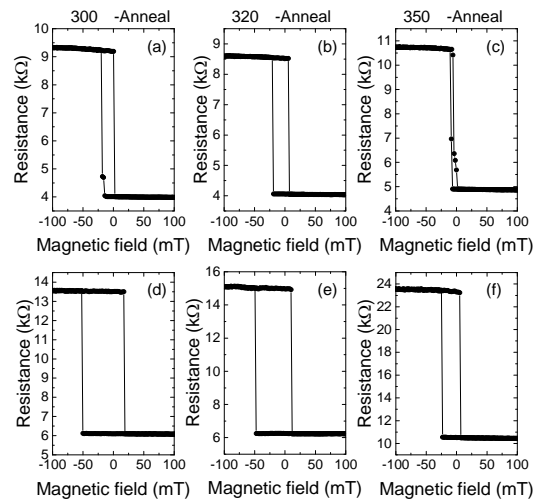 300 -Anneal 320 -Anneal 350 -Anneal
(a) (b) (c)
10 9 8 7 6 5 4 3
9 8 7 6 5 4 3
11 10 9 8 7 6 5 4
Resistance (kΩ) Resistance (kΩ) Resistance (kΩ)
-100 -50 0 50 100 -100 -50 0 50 100 -100 -50 0 50 100
Magnetic field (mT) Magnetic field (mT) Magnetic field (mT)
(d) (e) (f)
14 13 12 11 10 9 8 7 6 5
16 14 12 10 8 6
24 22 20 18 16 14 12 10
Resistance (kΩ) Resistance (kΩ) Resistance (kΩ)
-100 -50 0 50 100 -100 -50 0 50 100 -100 -50 0 50 100
Magnetic field (mT) Magnetic field (mT) Magnetic field (mT)